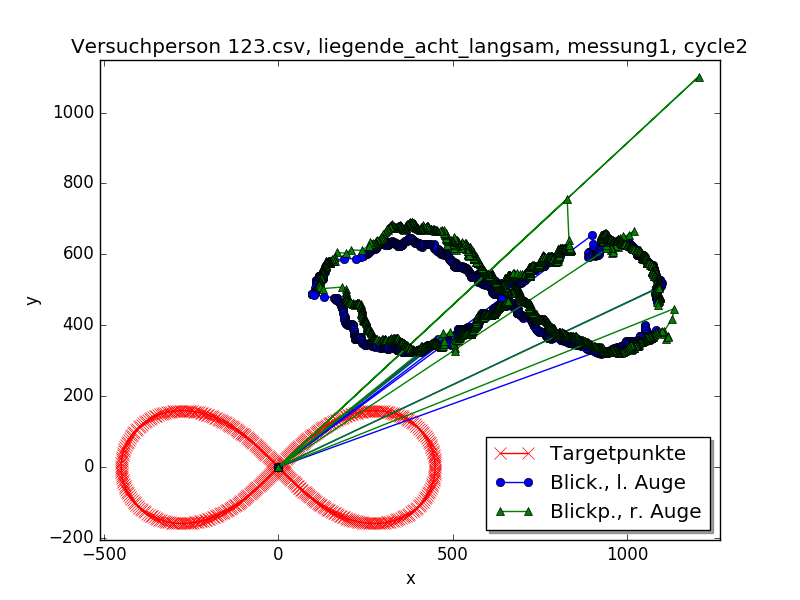 Versuchperson 123.csv, liegende_acht_langsam, messung1, cycle2
1000
800
600
400
200
0
−200
−500
0
500
1000
y
x
Targetpunkte
Blick., l. Auge
Blickp., r. Auge